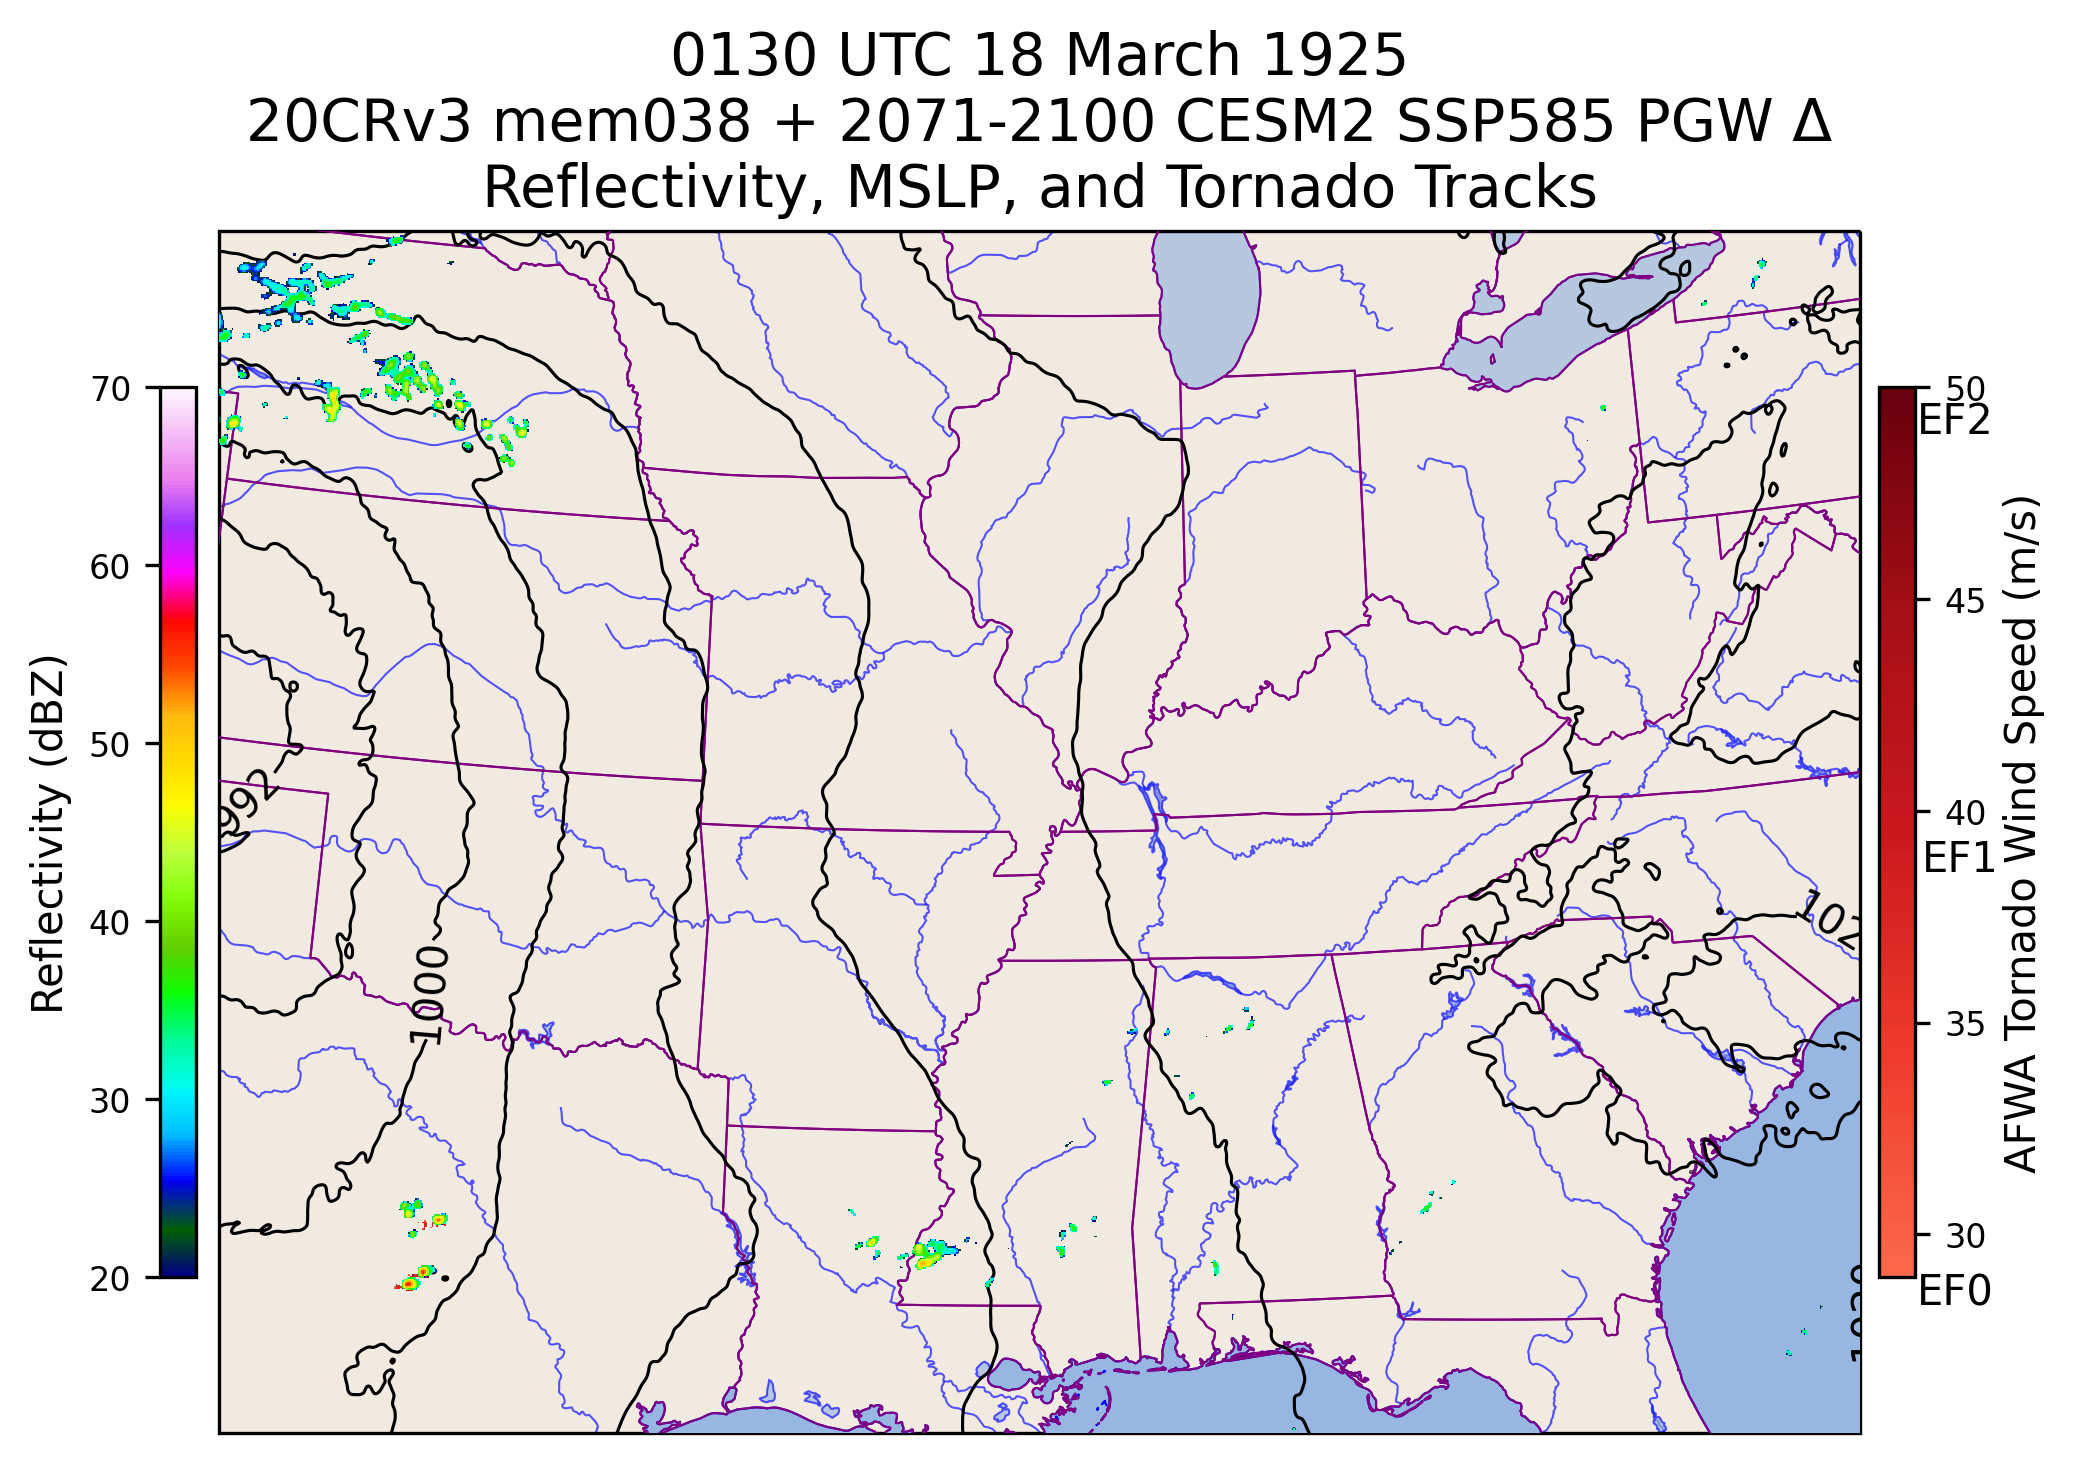 0130 UTC 18 March 1925
20CRv3 mem038 + 2071-2100 CESM2 SSP585 PGW Δ
Reflectivity, MSLP, and Tornado Tracks
70
60
50
40
30
20
Reflectivity (dBZ)
992
1000
1020
50
EF2
45
40
EF1
35
30
EF0
AFWA Tornado Wind Speed (m/s)